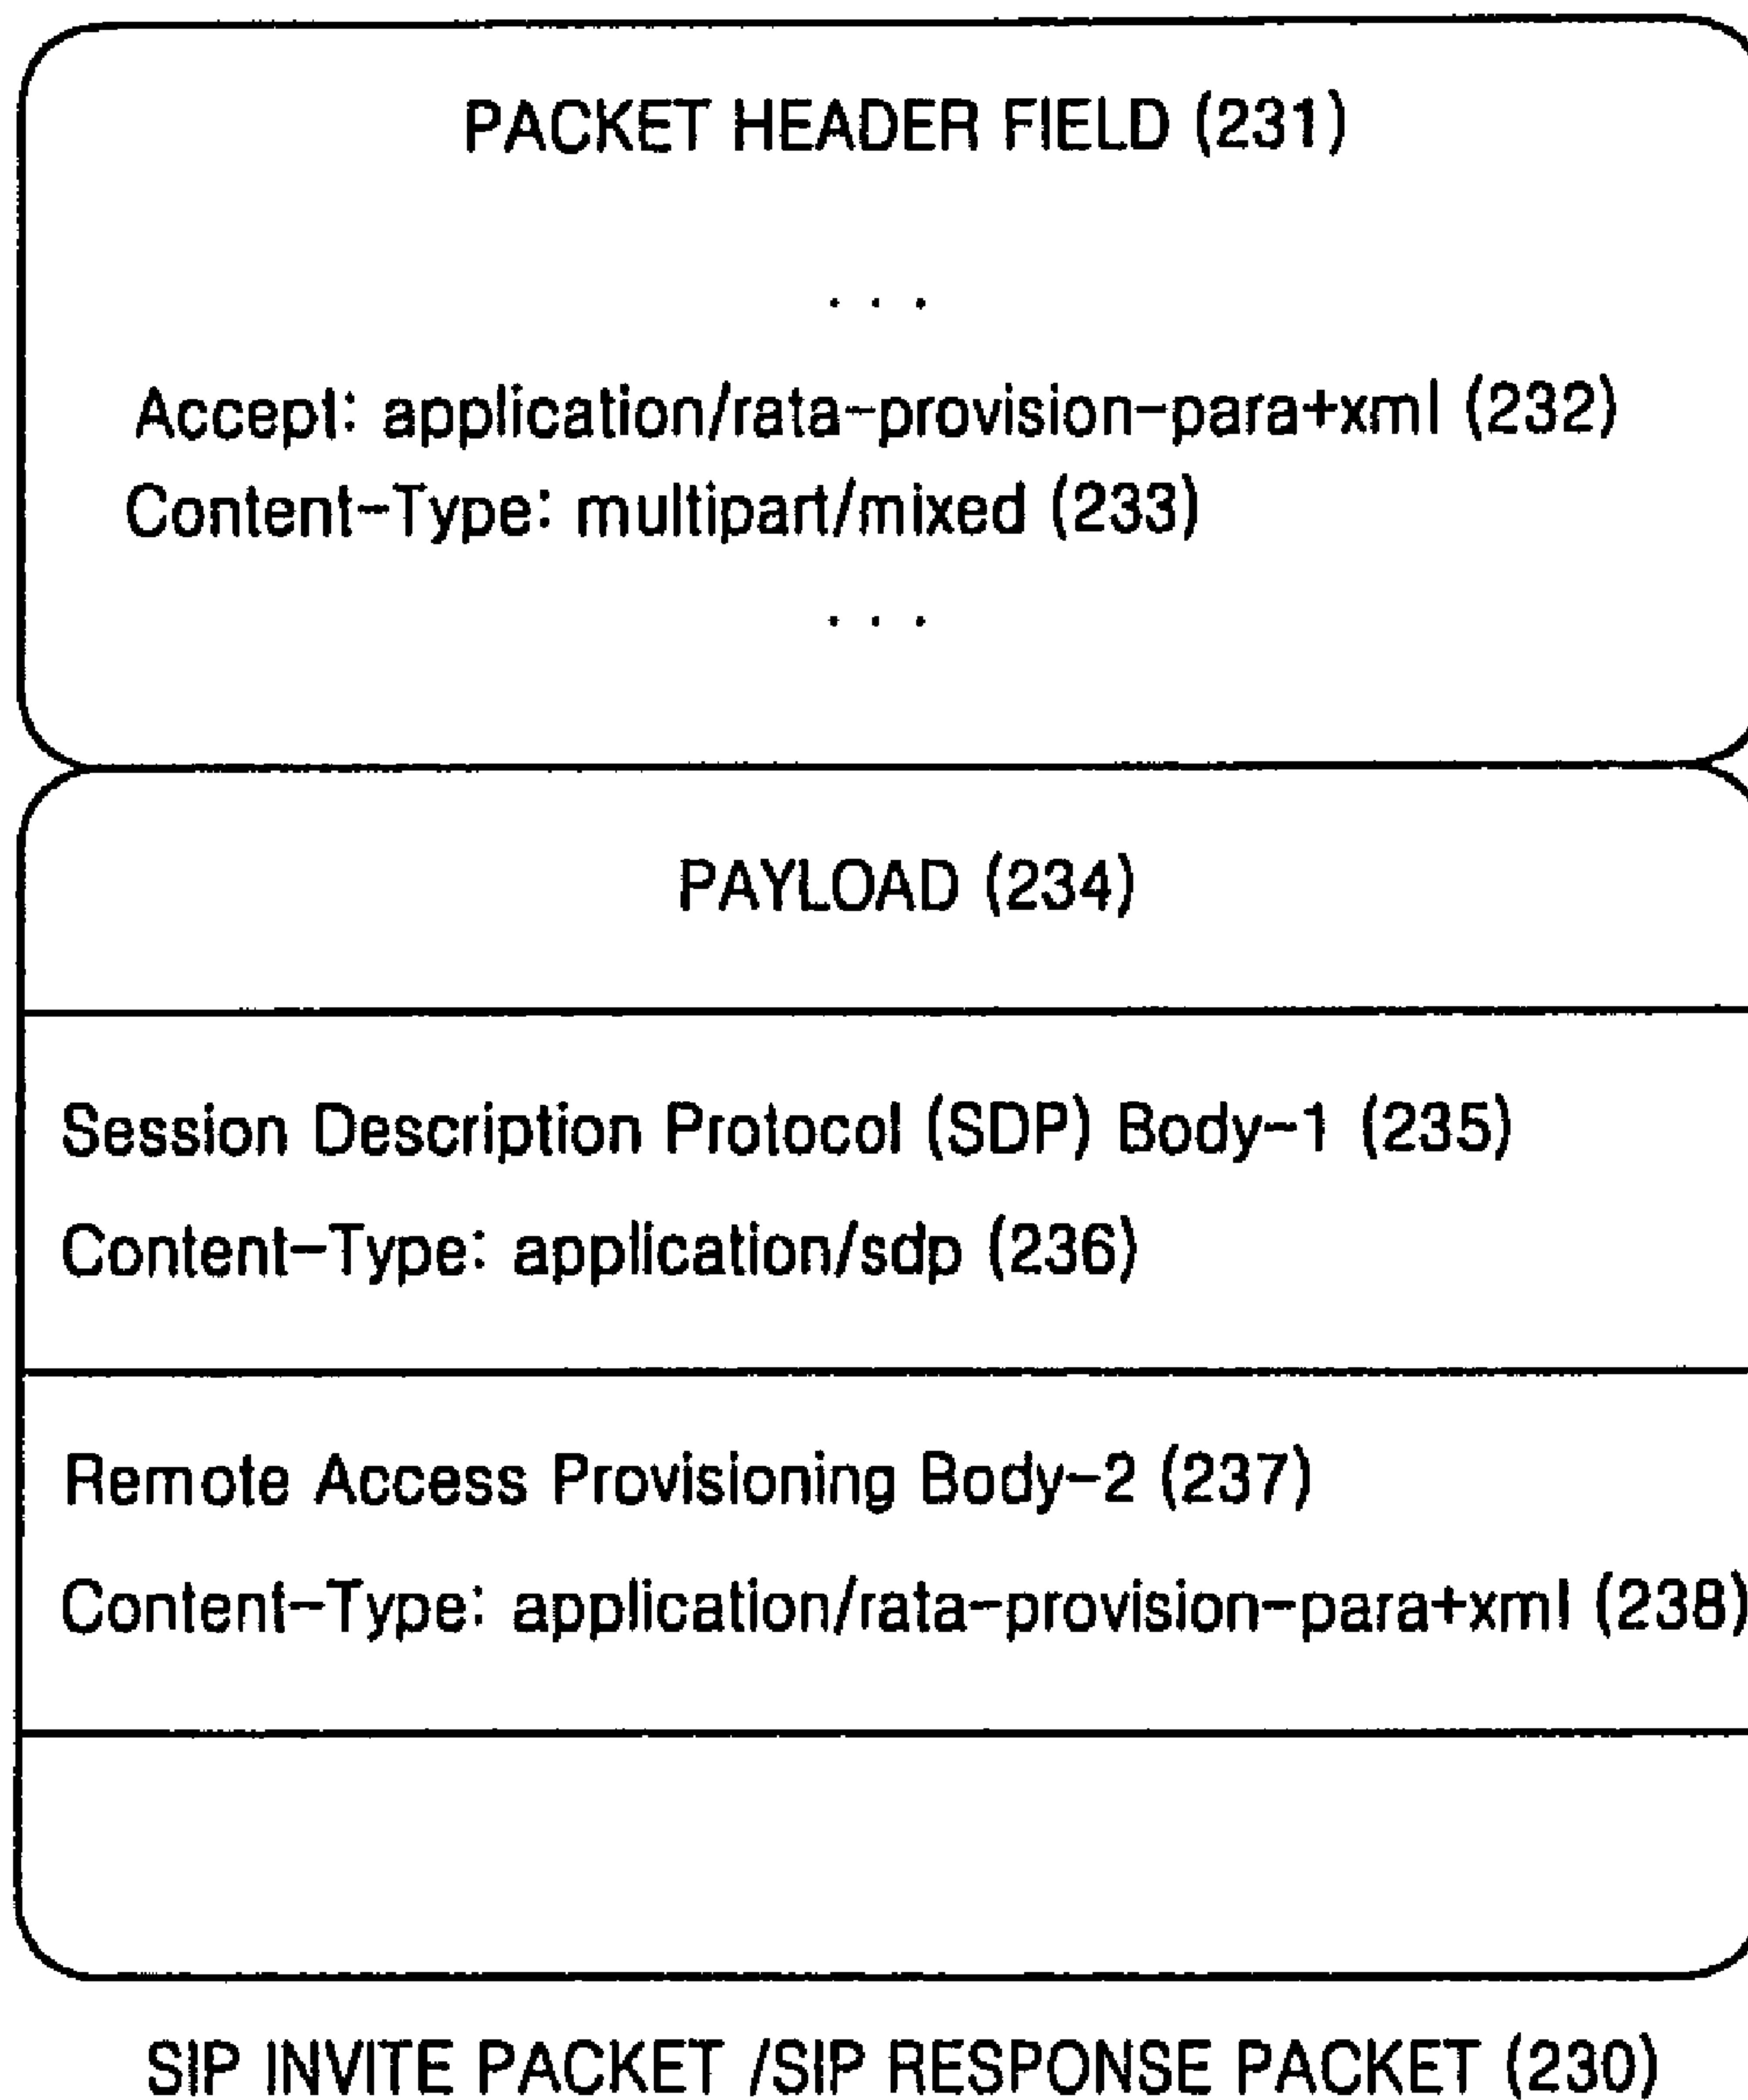 PACKET HEADER FIELD (231)
. . .
Accept: application/rata-provision-para+xml (232)
Content-Type: multipart/mixed (233)
. . .
PAYLOAD (234)
Session Description Protocol (SDP) Body-1 (235)
Content-Type: application/sdp (236)
Remote Access Provisioning Body-2 (237)
Content-Type: application/rata-provision-para+xml (238)
SIP INVITE PACKET /SIP RESPONSE PACKET (230)